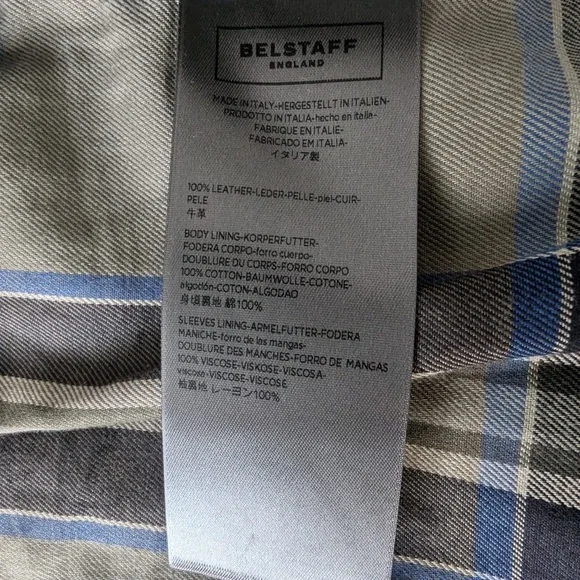 BELSTAFF
ENGLAND
MADE IN ITALY-HERGESTELLT IN ITALIEN-
PRODOTTO IN ITALIA-hecho en italia-
FABRIQUE EN ITALIE-
FABRICADO EM ITALIA-
イタリア製
100% LEATHER-LEDER-PELLE-piel-CUIR-
PELE
牛革
BODY LINING-KORPERFUTTER-
FODERA CORPO-forro cuerpo-
DOUBLURE DU CORPS-FORRO CORPO
100% COTTON-BAUMWOLLE-COTONE-
algodón-COTON-ALGODAO
身頃裏地 綿100%
SLEEVES LINING-ARMELFUTTER-FODERA
MANICHE-forro de las mangas-
DOUBLURE DES MANCHES-FORRO DE MANGAS
100% VISCOSE-VISKOSE-VISCOSA-
viscosa-VISCOSE-VISCOSE
袖裏地 レーヨン100%